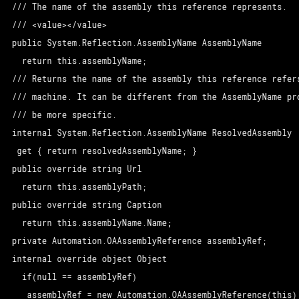 /// The name of the assembly this reference represents.
/// <value></value>
public System.Reflection.AssemblyName AssemblyName
return this.assemblyName;
/// Returns the name of the assembly this reference refers
/// machine. It can be different from the AssemblyName pro
/// be more specific.
internal System.Reflection.AssemblyName ResolvedAssembly
get { return resolvedAssemblyName; }
public override string Url
return this.assemblyPath;
public override string Caption
return this.assemblyName.Name;
private Automation.OAAssemblyReference assemblyRef;
internal override object Object
if(null == assemblyRef)
assemblyRef = new Automation.OAAssemblyReference(this)